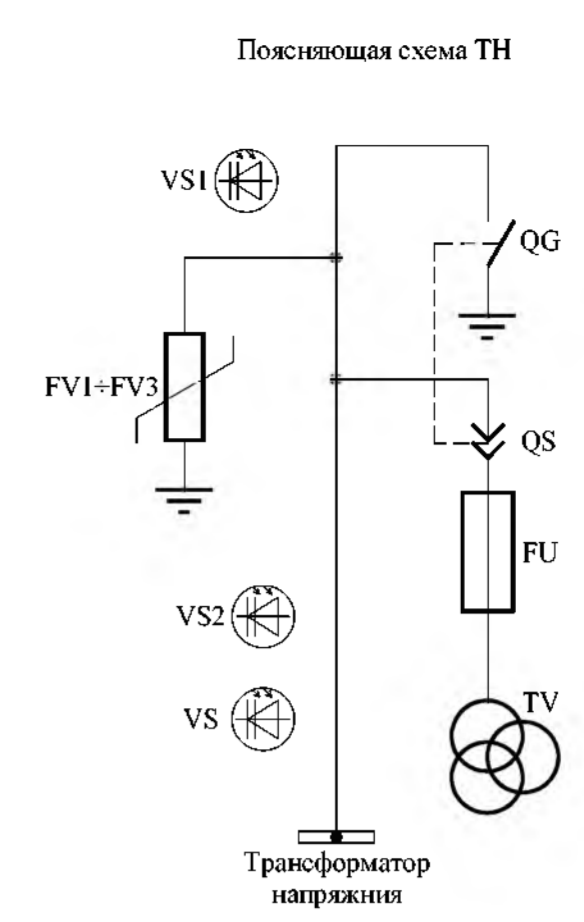 Поясняющая схема ТН
VS1
QG
FV1÷FV3
QS
FU
VS2
TV
VS
Трансформатор
напряжния